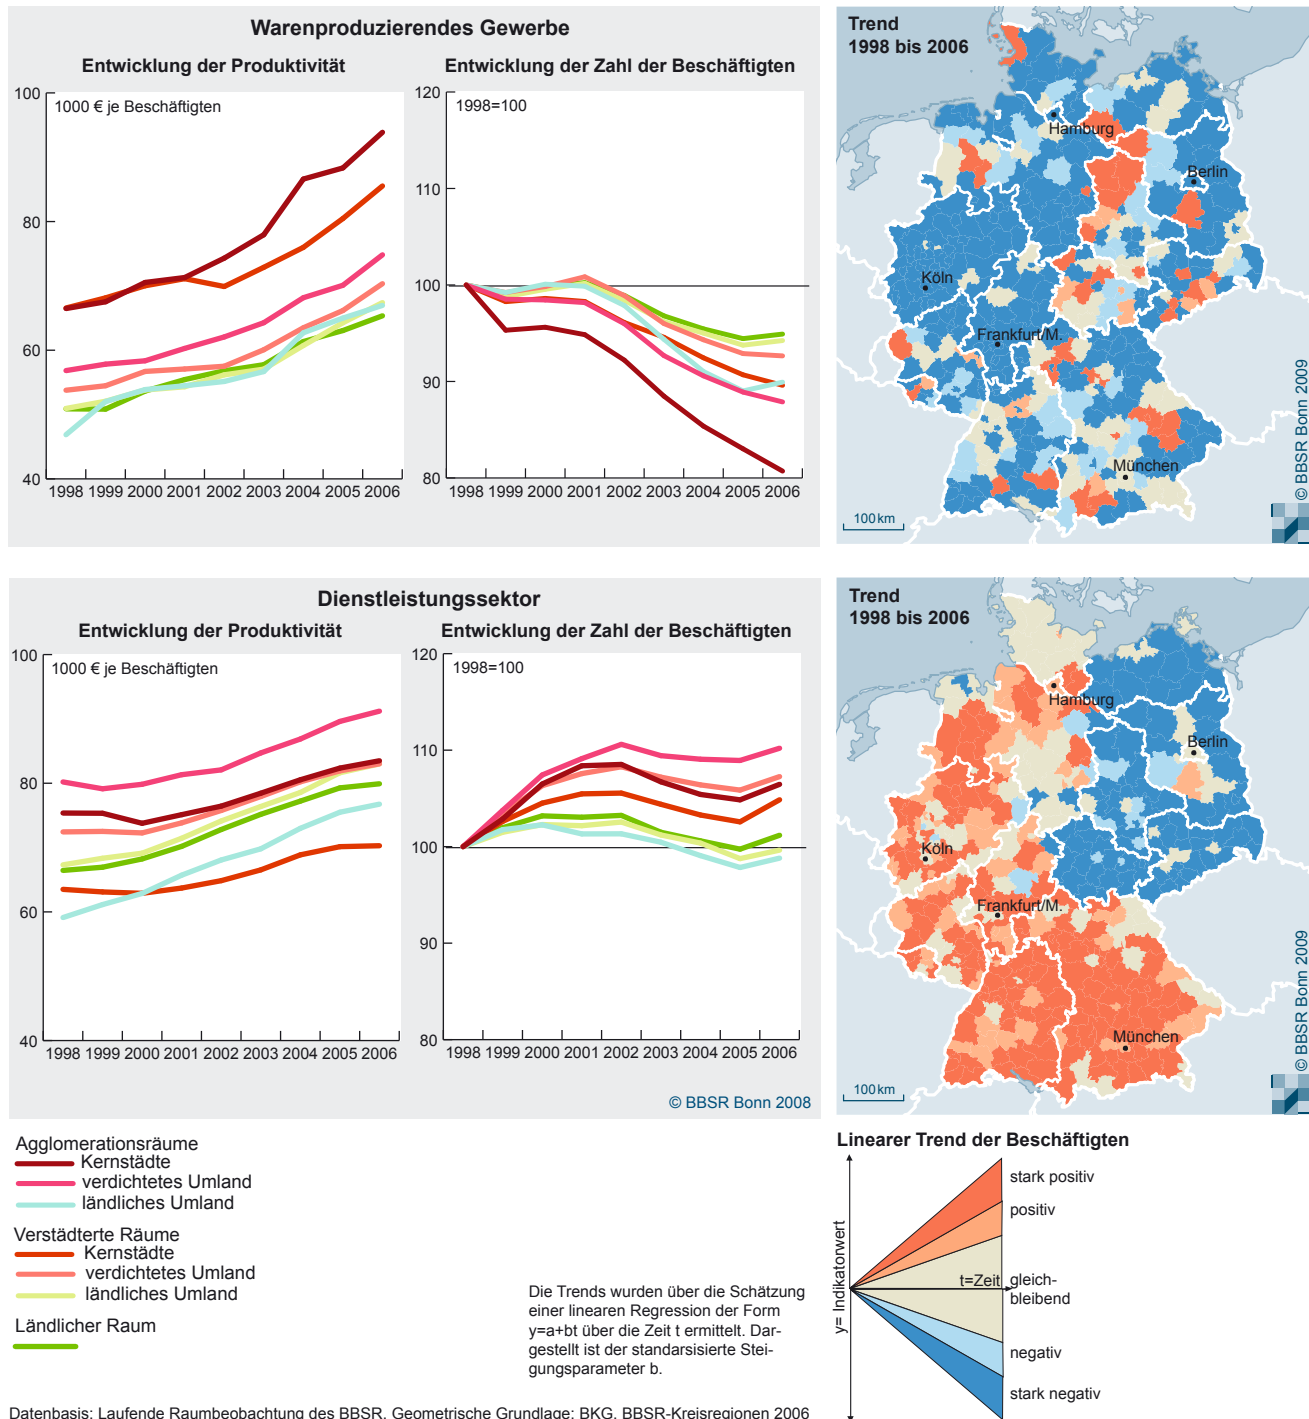 Warenproduzierendes Gewerbe
Entwicklung der Produktivität
1000 € je Beschäftigten
100
80
60
40
1998 1999 2000 2001 2002 2003 2004 2005 2006
Entwicklung der Zahl der Beschäftigten
1998=100
120
110
100
90
80
1998 1999 2000 2001 2002 2003 2004 2005 2006
Trend
1998 bis 2006
Hamburg
Berlin
Köln
Frankfurt/M.
München
100 km
© BBSR Bonn 2009
Dienstleistungssektor
Entwicklung der Produktivität
1000 € je Beschäftigten
100
80
60
40
1998 1999 2000 2001 2002 2003 2004 2005 2006
Entwicklung der Zahl der Beschäftigten
1998=100
120
110
100
90
80
1998 1999 2000 2001 2002 2003 2004 2005 2006
© BBSR Bonn 2008
Trend
1998 bis 2006
Hamburg
Berlin
Köln
Frankfurt/M.
München
100 km
© BBSR Bonn 2009
Agglomerationsräume
Kernstädte
verdichtetes Umland
ländliches Umland
Verstädterte Räume
Kernstädte
verdichtetes Umland
ländliches Umland
Ländlicher Raum
Die Trends wurden über die Schätzung
einer linearen Regression der Form
y=a+bt über die Zeit t ermittelt. Dar-
gestellt ist der standarsisierte Stei-
gungsparameter b.
Linearer Trend der Beschäftigten
y= Indikatorwert
t=Zeit
stark positiv
positiv
gleich-
bleibend
negativ
stark negativ
Datenbasis: Laufende Raumbeobachtung des BBSR, Geometrische Grundlage: BKG, BBSR-Kreisregionen 2006